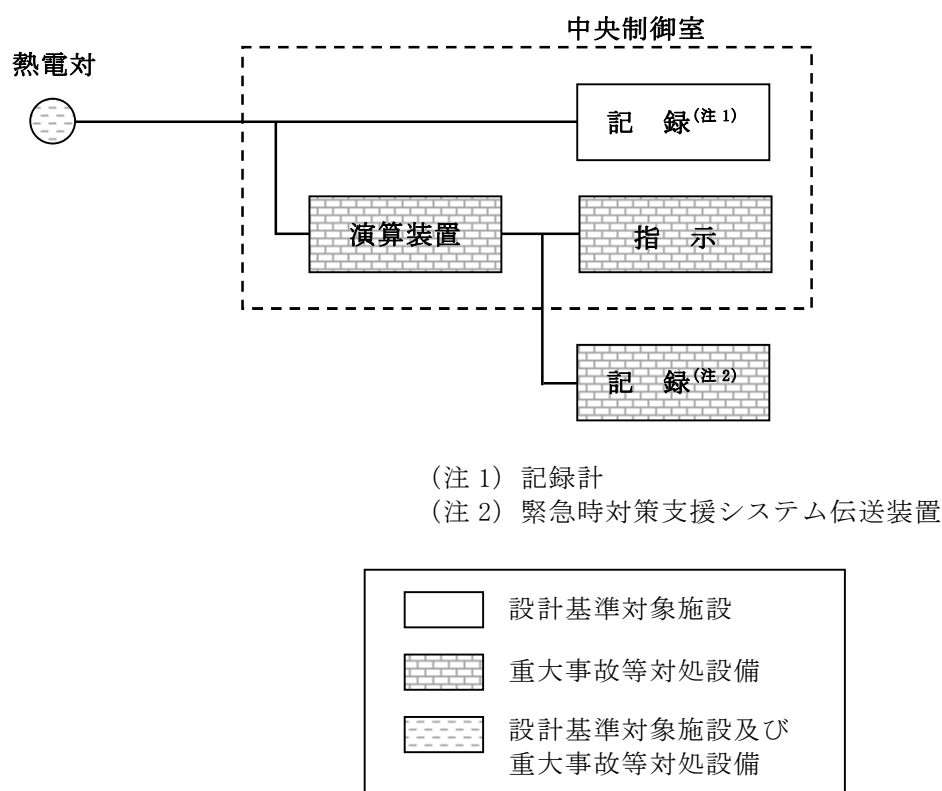 中央制御室
熱電対
記 録(注1)
演算装置
指 示
記 録(注2)
(注1) 記録計
(注2) 緊急時対策支援システム伝送装置
設計基準対象施設
重大事故等対処設備
設計基準対象施設及び
重大事故等対処設備